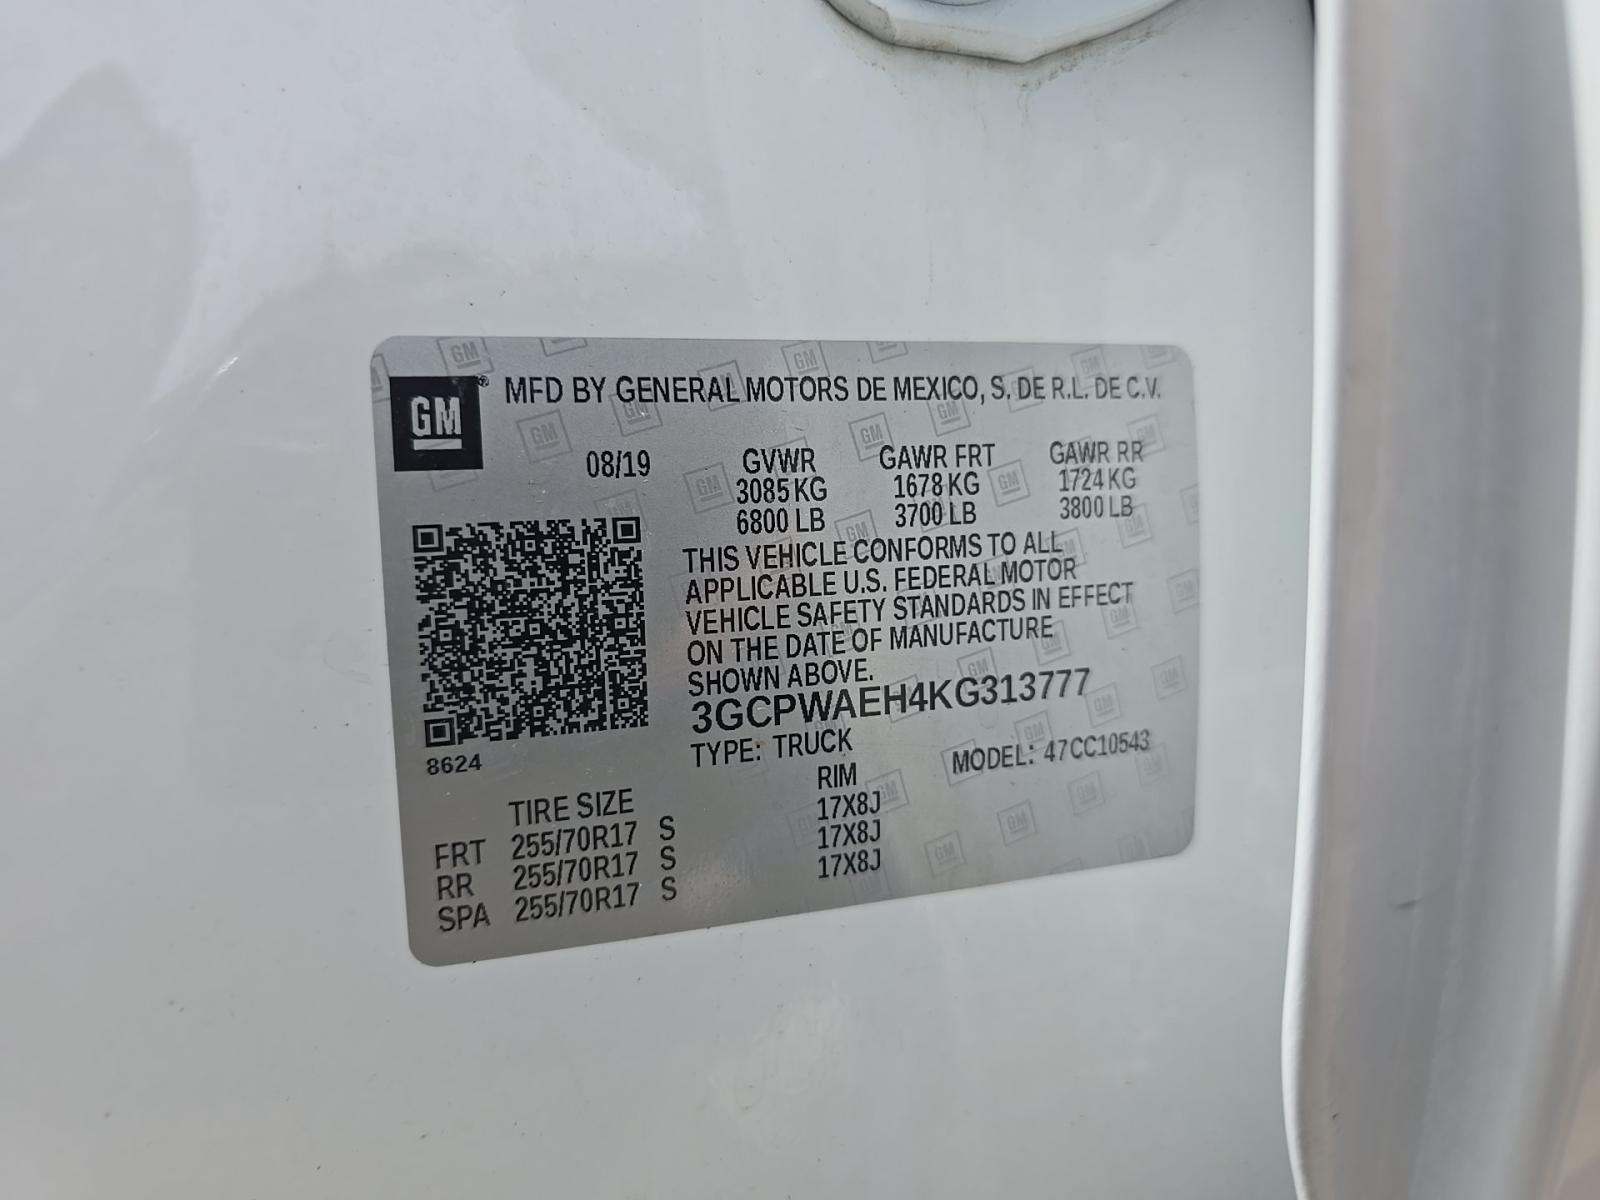 GM® MFD BY GENERAL MOTORS DE MEXICO, S. DE R.L. DE C.V.
08/19 GVWR GAWR FRT GAWR RR
3085 KG 1678 KG 1724 KG
6800 LB 3700 LB 3800 LB
THIS VEHICLE CONFORMS TO ALL
APPLICABLE U.S. FEDERAL MOTOR
VEHICLE SAFETY STANDARDS IN EFFECT
ON THE DATE OF MANUFACTURE
SHOWN ABOVE.
3GCPWAEH4KG313777
TYPE: TRUCK MODEL: 47CC10543
8624
TIRE SIZE RIM
FRT 255/70R17 S 17X8J
RR 255/70R17 S 17X8J
SPA 255/70R17 S 17X8J